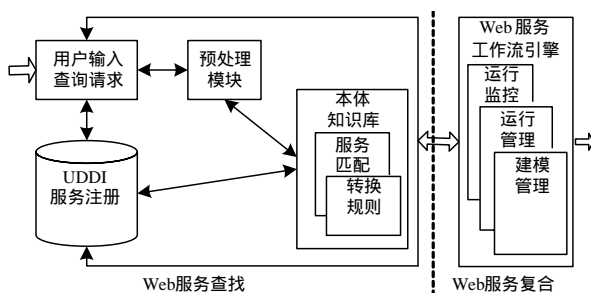 用户输入
查询请求
预处理
模块
UDDI
服务注册
本体
知识库
服务
匹配
转换
规则
Web服务查找
Web服务
工作流引擎
运行
监控
运行
管理
建模
管理
Web服务复合